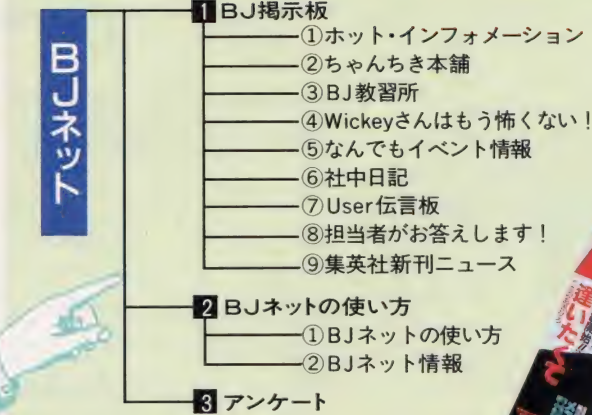 BJネット
1 BJ掲示板
①ホット・インフォメーション
②ちゃんちき本舗
③BJ教習所
④Wickeyさんはもう怖くない!
⑤なんでもイベント情報
⑥社中日記
⑦User伝言板
⑧担当者がお答えします!
⑨集英社新刊ニュース
2 BJネットの使い方
①BJネットの使い方
②BJネット情報
3 アンケート
逢いたくて